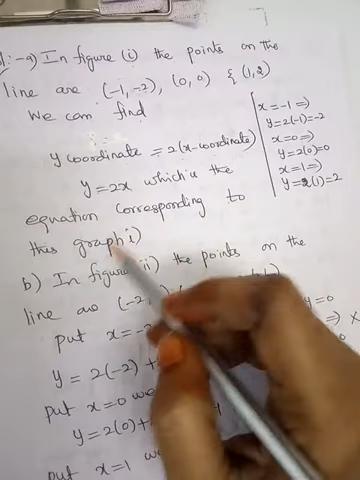 -a) In figure (i) the points on the
line are (-1, -2), (0, 0) & (1, 2)
We can find
y coordinate = 2(x-coordinate)
y = 2x which is the
equation corresponding to
this graph i)
x = -1 =>
y = 2(-1) = -2
x = 0 =>
y = 2(0) = 0
x = 1 =>
y = 2(1) = 2
b) In figure ii) the points on the
line are (-2,
put x = -2
y = 2(-2) +
y = 0
=> x
put x = 0 we
y = 2(0) +
put x = 1 we